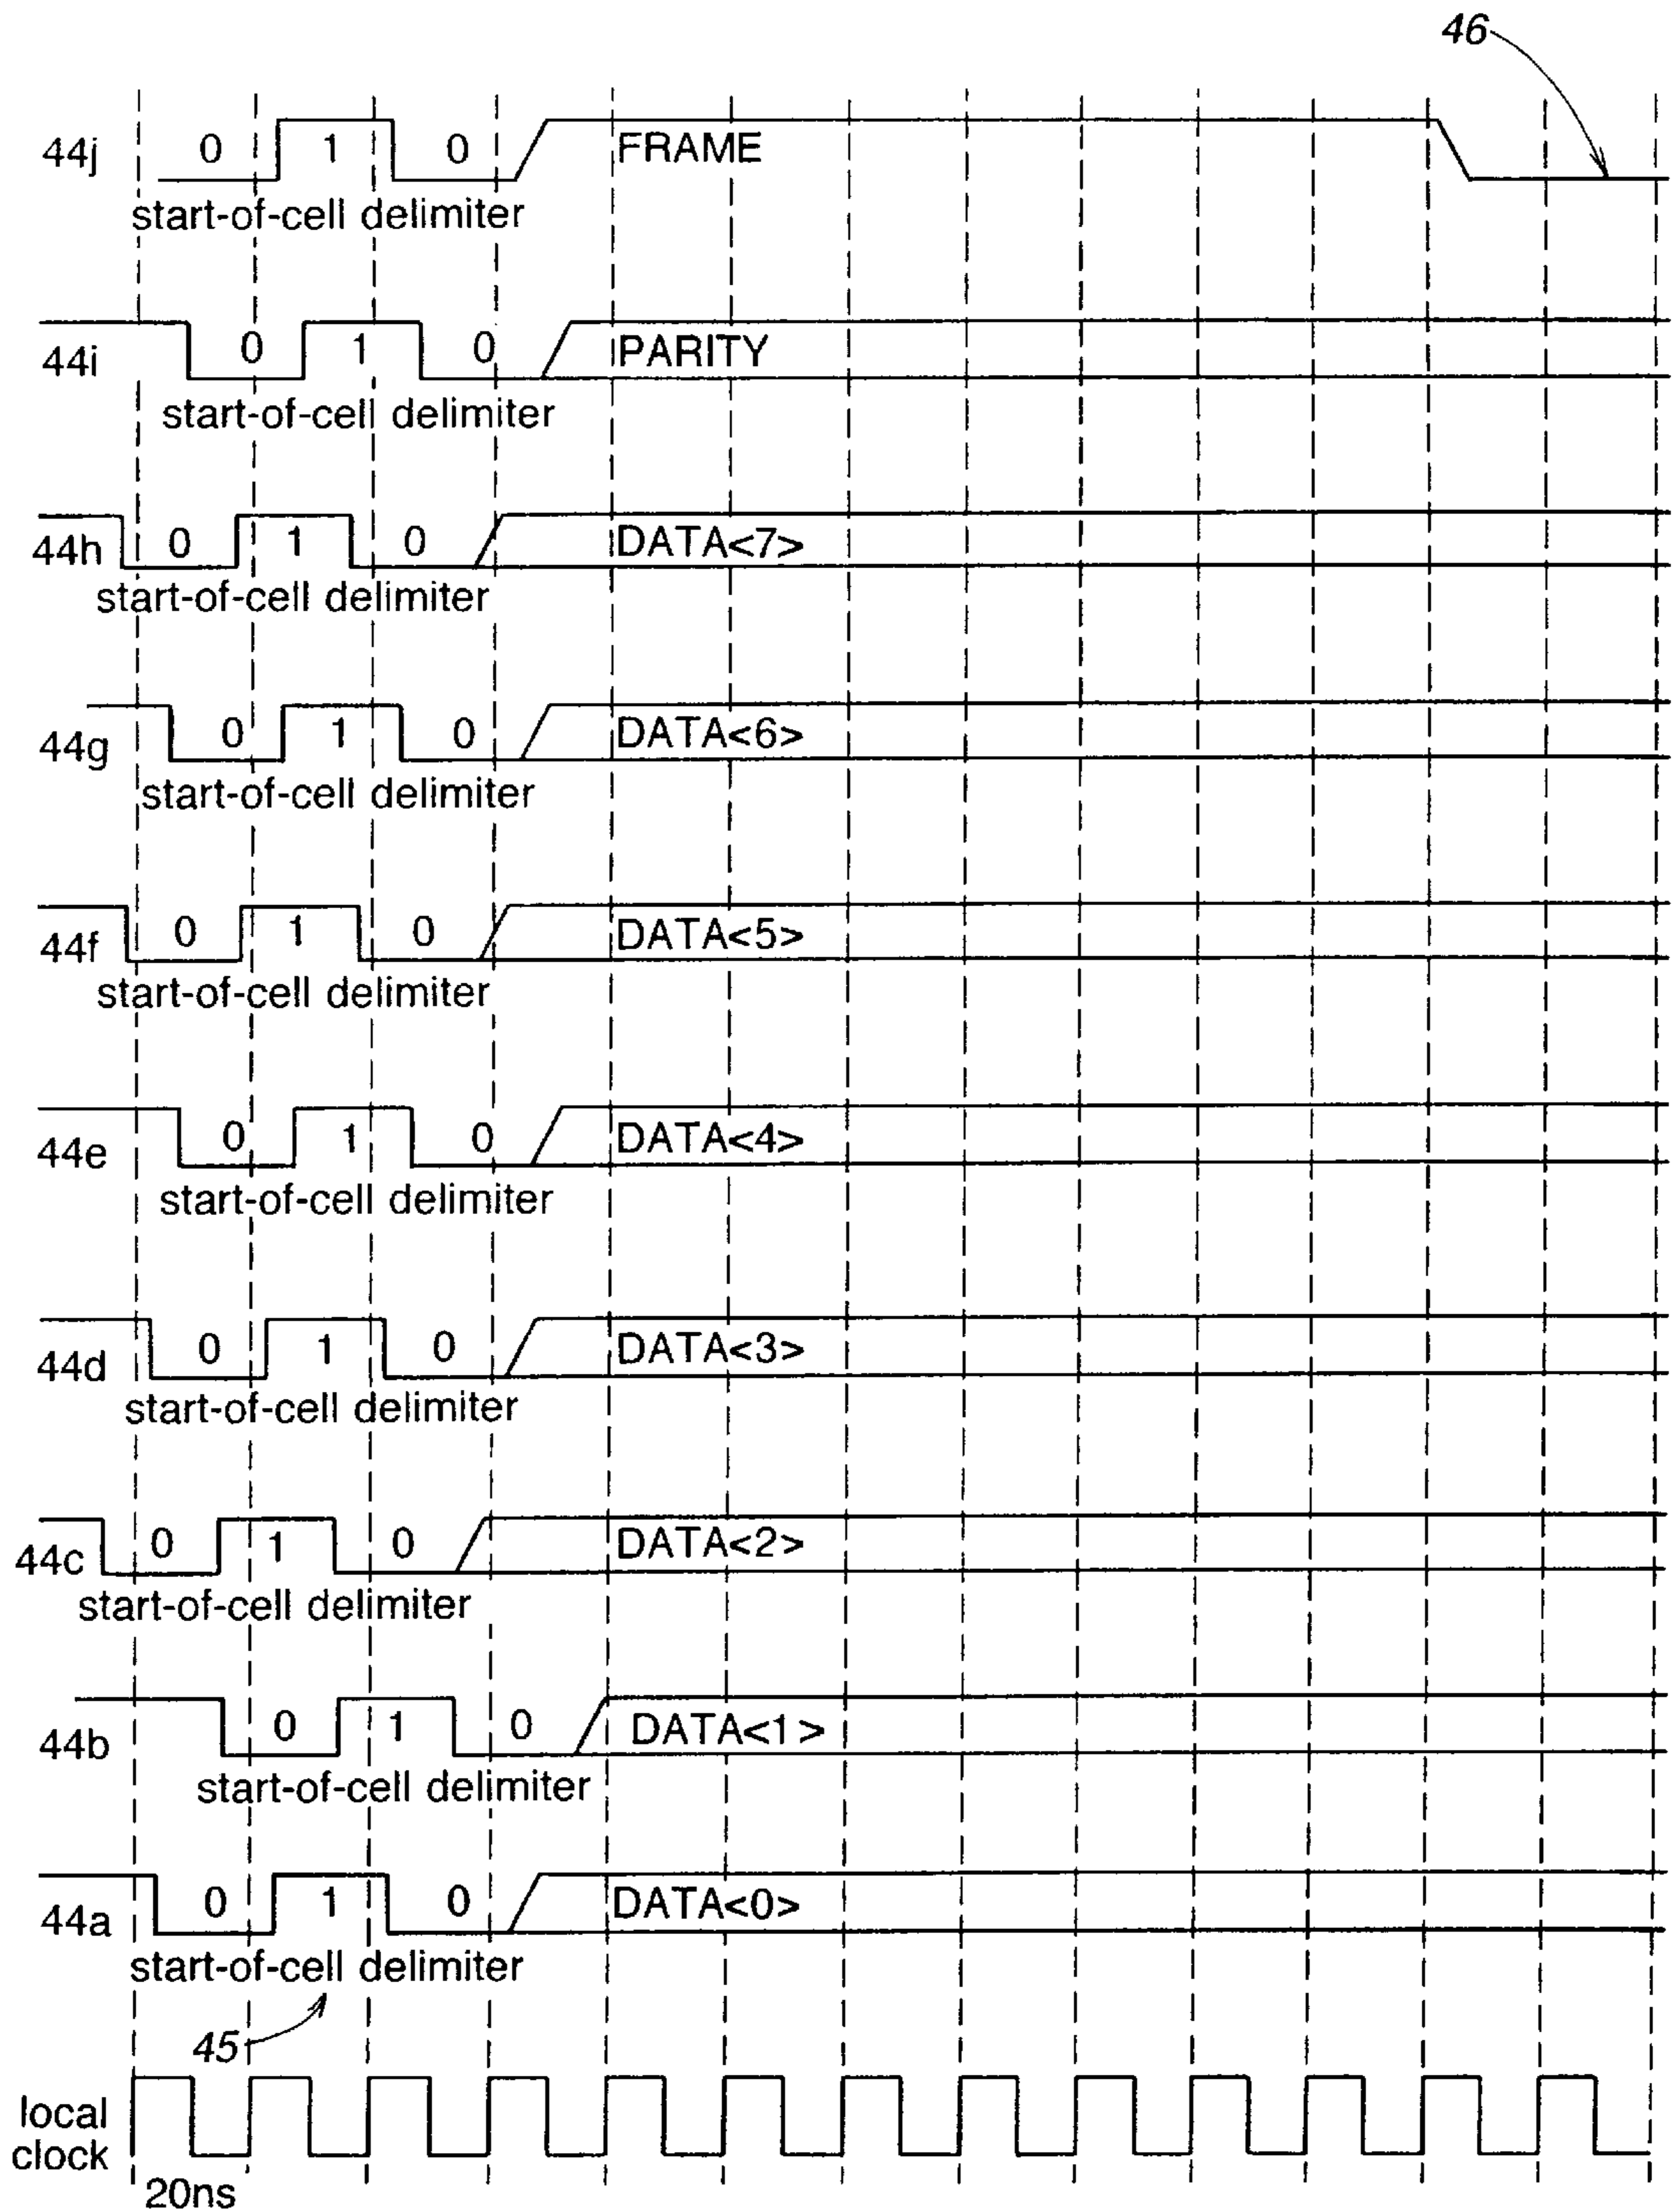 46
44j 0 1 0 FRAME
start-of-cell delimiter
44i 0 1 0 PARITY
start-of-cell delimiter
44h 0 1 0 DATA<7>
start-of-cell delimiter
44g 0 1 0 DATA<6>
start-of-cell delimiter
44f 0 1 0 DATA<5>
start-of-cell delimiter
44e 0 1 0 DATA<4>
start-of-cell delimiter
44d 0 1 0 DATA<3>
start-of-cell delimiter
44c 0 1 0 DATA<2>
start-of-cell delimiter
44b 0 1 0 DATA<1>
start-of-cell delimiter
44a 0 1 0 DATA<0>
start-of-cell delimiter
45
local
clock
20ns